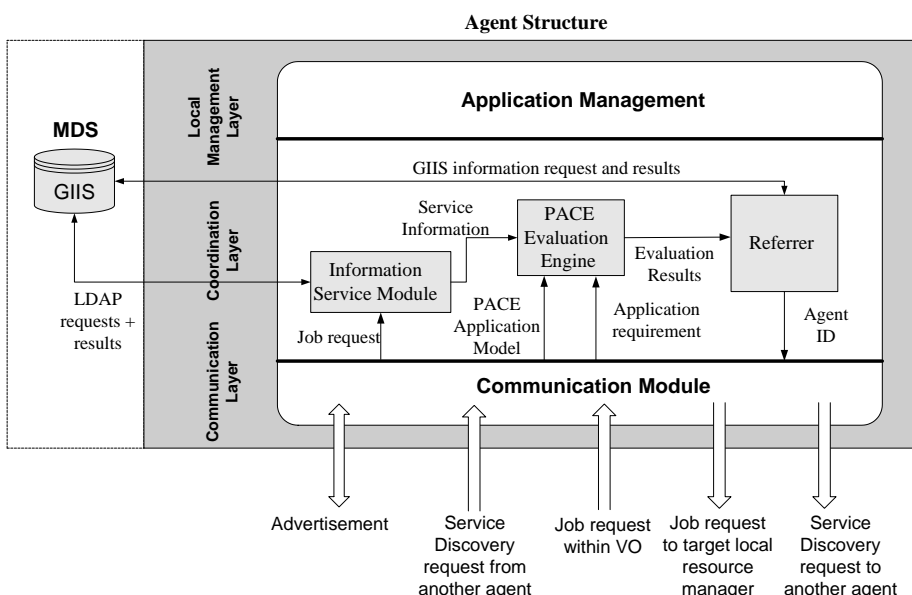 Agent Structure
Local
Management
Layer
Application Management
MDS
GIIS
GIIS information request and results
Coordination
Layer
Service
Information
PACE
Evaluation
Engine
Referrer
Evaluation
Results
Information
Service Module
LDAP
requests +
results
Job request
PACE
Application
Model
Application
requirement
Agent
ID
Communication
Layer
Communication Module
Advertisement
Service
Discovery
request from
another agent
Job request
within VO
Job request
to target local
resource
manager
Service
Discovery
request to
another agent